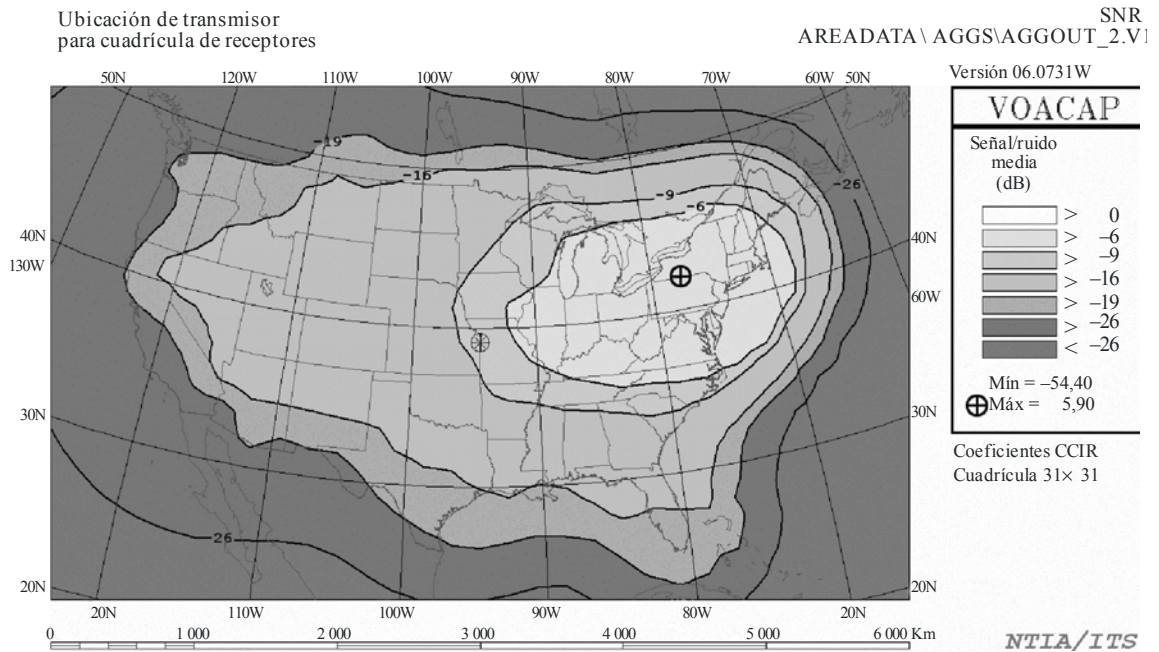 Ubicación de transmisor
para cuadrícula de receptores
SNR
AREADATA \ AGGS\AGGOUT_2.V1
50N 120W 110W 100W 90W 80W 70W 60W 50N
Versión 06.0731W
VOACAP
Señal/ruido
media
(dB)
> 0
> –6
> –9
> –16
> –19
> –26
< –26
Mín = –54,40
Máx = 5,90
Coeficientes CCIR
Cuadrícula 31× 31
-19
-16
-9
-6
-26
26
40N
130W
30N
20N
40N
60W
30N
20N
20N 110W 100W 90W 80W 20N
0 1 000 2 000 3 000 4 000 5 000 6 000 Km
NTIA/ITS